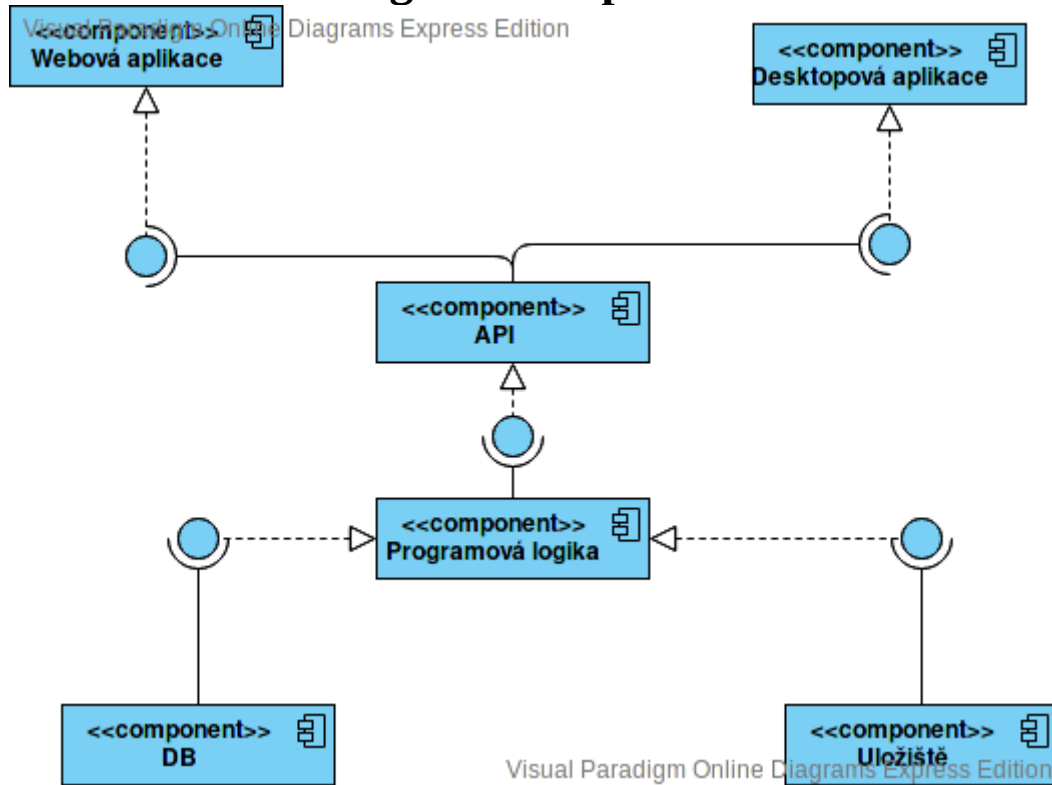 Visual Paradigm Online Diagrams Express Edition
<<component>>
Webová aplikace
<<component>>
Desktopová aplikace
<<component>>
API
<<component>>
Programová logika
<<component>>
DB
<<component>>
Uložiště
Visual Paradigm Online Diagrams Express Edition